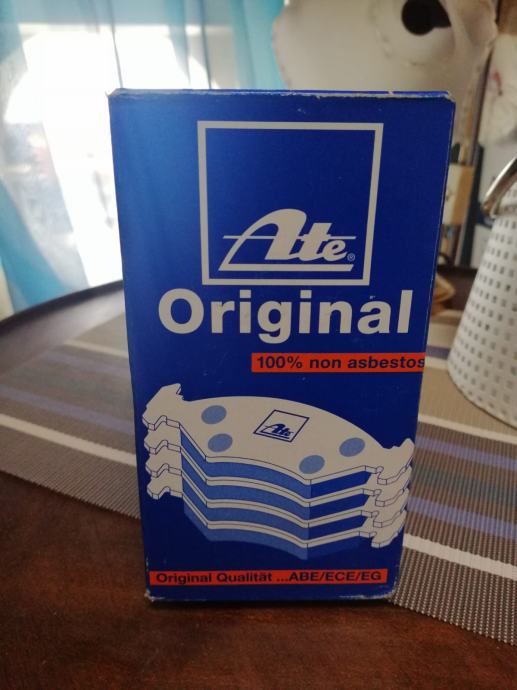 Ate®
Original
100% non asbestos
Ate
Original Qualität ...ABE/ECE/EG